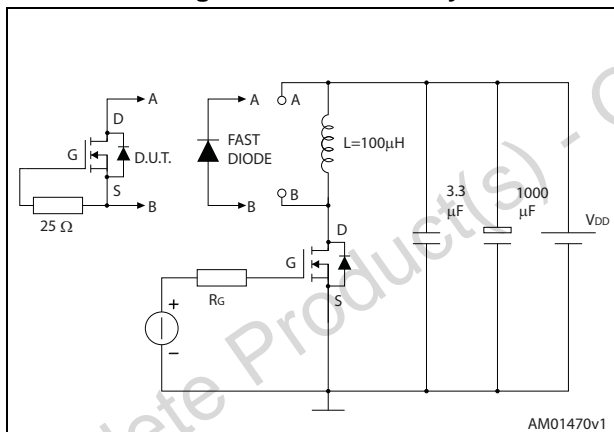 A
A
A
D
G
D.U.T.
FAST
DIODE
L=100μH
S
B
B
B
25 Ω
3.3
μF
1000
μF
VDD
D
G
S
RG
+
−
AM01470v1